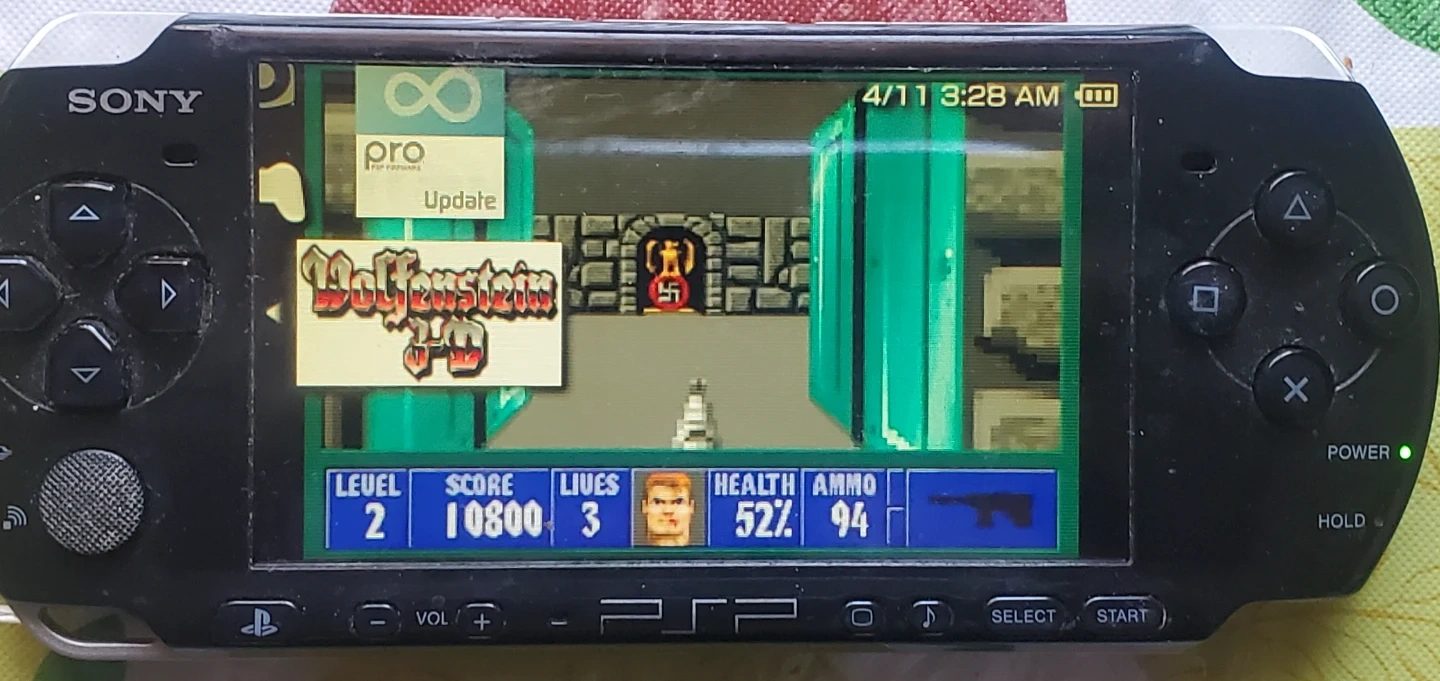 SONY
4/11 3:28 AM
pro
Update
Wolfenstein
3-D
LEVEL SCORE LIVES HEALTH AMMO
2 10800 3 52% 94
POWER
HOLD
VOL PSP SELECT START